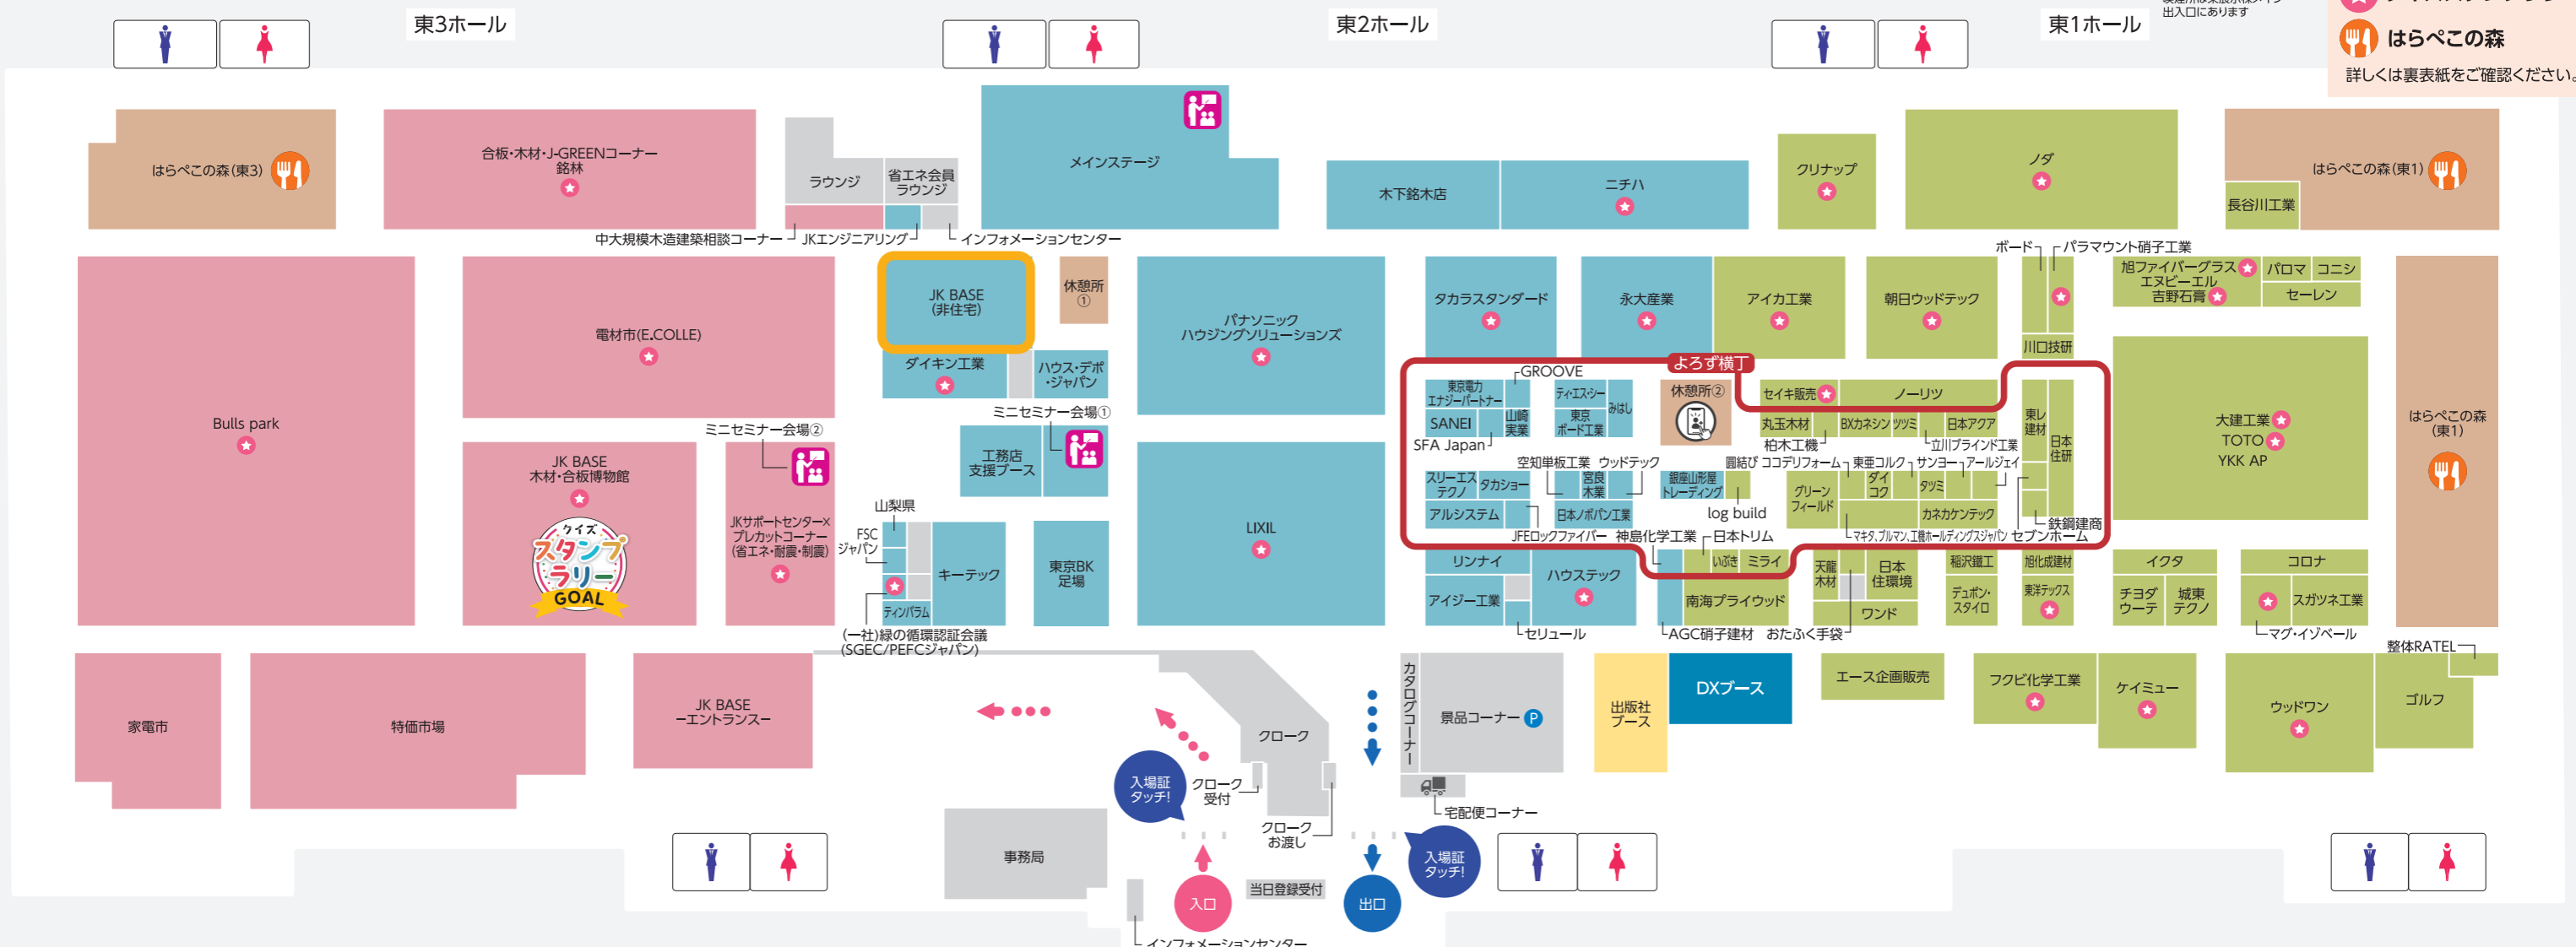 東3ホール
東2ホール
東1ホール
出入口にあります
はらぺこの森
詳しくは裏表紙をご確認ください。
はらぺこの森(東3)
合板・木材・J-GREENコーナー
銘林
ラウンジ
省エネ会員
ラウンジ
メインステージ
木下銘木店
ニチハ
クリナップ
ノダ
はらぺこの森(東1)
長谷川工業
中大規模木造建築相談コーナー
JKエンジニアリング
インフォメーションセンター
ボード
パラマウント硝子工業
Bulls park
電材市(E.COLLE)
JK BASE
(非住宅)
休憩所
①
パナソニック
ハウジングソリューションズ
タカラスタンダード
永大産業
アイカ工業
朝日ウッドテック
川口技研
旭ファイバーグラス
エヌビーエル
吉野石膏
パロマ
コニシ
セーレン
ダイキン工業
ハウス・デポ
・ジャパン
よろず横丁
GROOVE
東京電力
エナジーパートナー
SANEI
山崎
実業
SFA Japan
ティ・エス・シー
東京
ボード工業
みはし
休憩所②
セイキ販売
ノーリツ
丸玉木材
BXカネシン
ツツミ
日本アクア
柏木工機
立川ブラインド工業
東レ
建材
日本
住研
大建工業
TOTO
YKK AP
はらぺこの森
(東1)
ミニセミナー会場①
ミニセミナー会場②
JK BASE
木材・合板博物館
クイズ
スタンプ
ラリー
GOAL
JKサポートセンター×
プレカットコーナー
(省エネ・耐震・制震)
工務店
支援ブース
LIXIL
山梨県
FSC
ジャパン
キーテック
ティンバラム
東京BK
足場
(一社)緑の循環認証会議
(SGEC/PEFCジャパン)
空知単板工業
ウッドテック
圓結び
ココデリフォーム
東亜コルク
サンヨー
アールジェイ
スリーエス
テクノ
タカショー
宮良
木業
銀座山形屋
トレーディング
グリーン
フィールド
ダイ
コク
タツミ
アルシステム
日本ノボパン工業
log build
カネカケンテック
鉄鋼建商
JFEロックファイバー
神島化学工業
日本トリム
マキタ、ブルマン、工機ホールディングスジャパン
セブンホーム
リンナイ
ハウステック
いぶき
ミライ
天龍
木材
日本
住環境
稲沢鐵工
旭化成建材
イクタ
コロナ
アイジー工業
南海プライウッド
ワンド
デュポン・
スタイロ
東洋テックス
チヨダ
ウーテ
城東
テクノ
スガツネ工業
セリュール
AGC硝子建材
おたふく手袋
マグ・イゾベール
整体RATEL
家電市
特価市場
JK BASE
ーエントランスー
クローク
カタログコーナー
景品コーナー
P
出版社
ブース
DXブース
エース企画販売
フクビ化学工業
ケイミュー
ウッドワン
ゴルフ
入場証
タッチ!
クローク
受付
クローク
お渡し
宅配便コーナー
事務局
入場証
タッチ!
入口
当日登録受付
出口
インフォメーションセンター